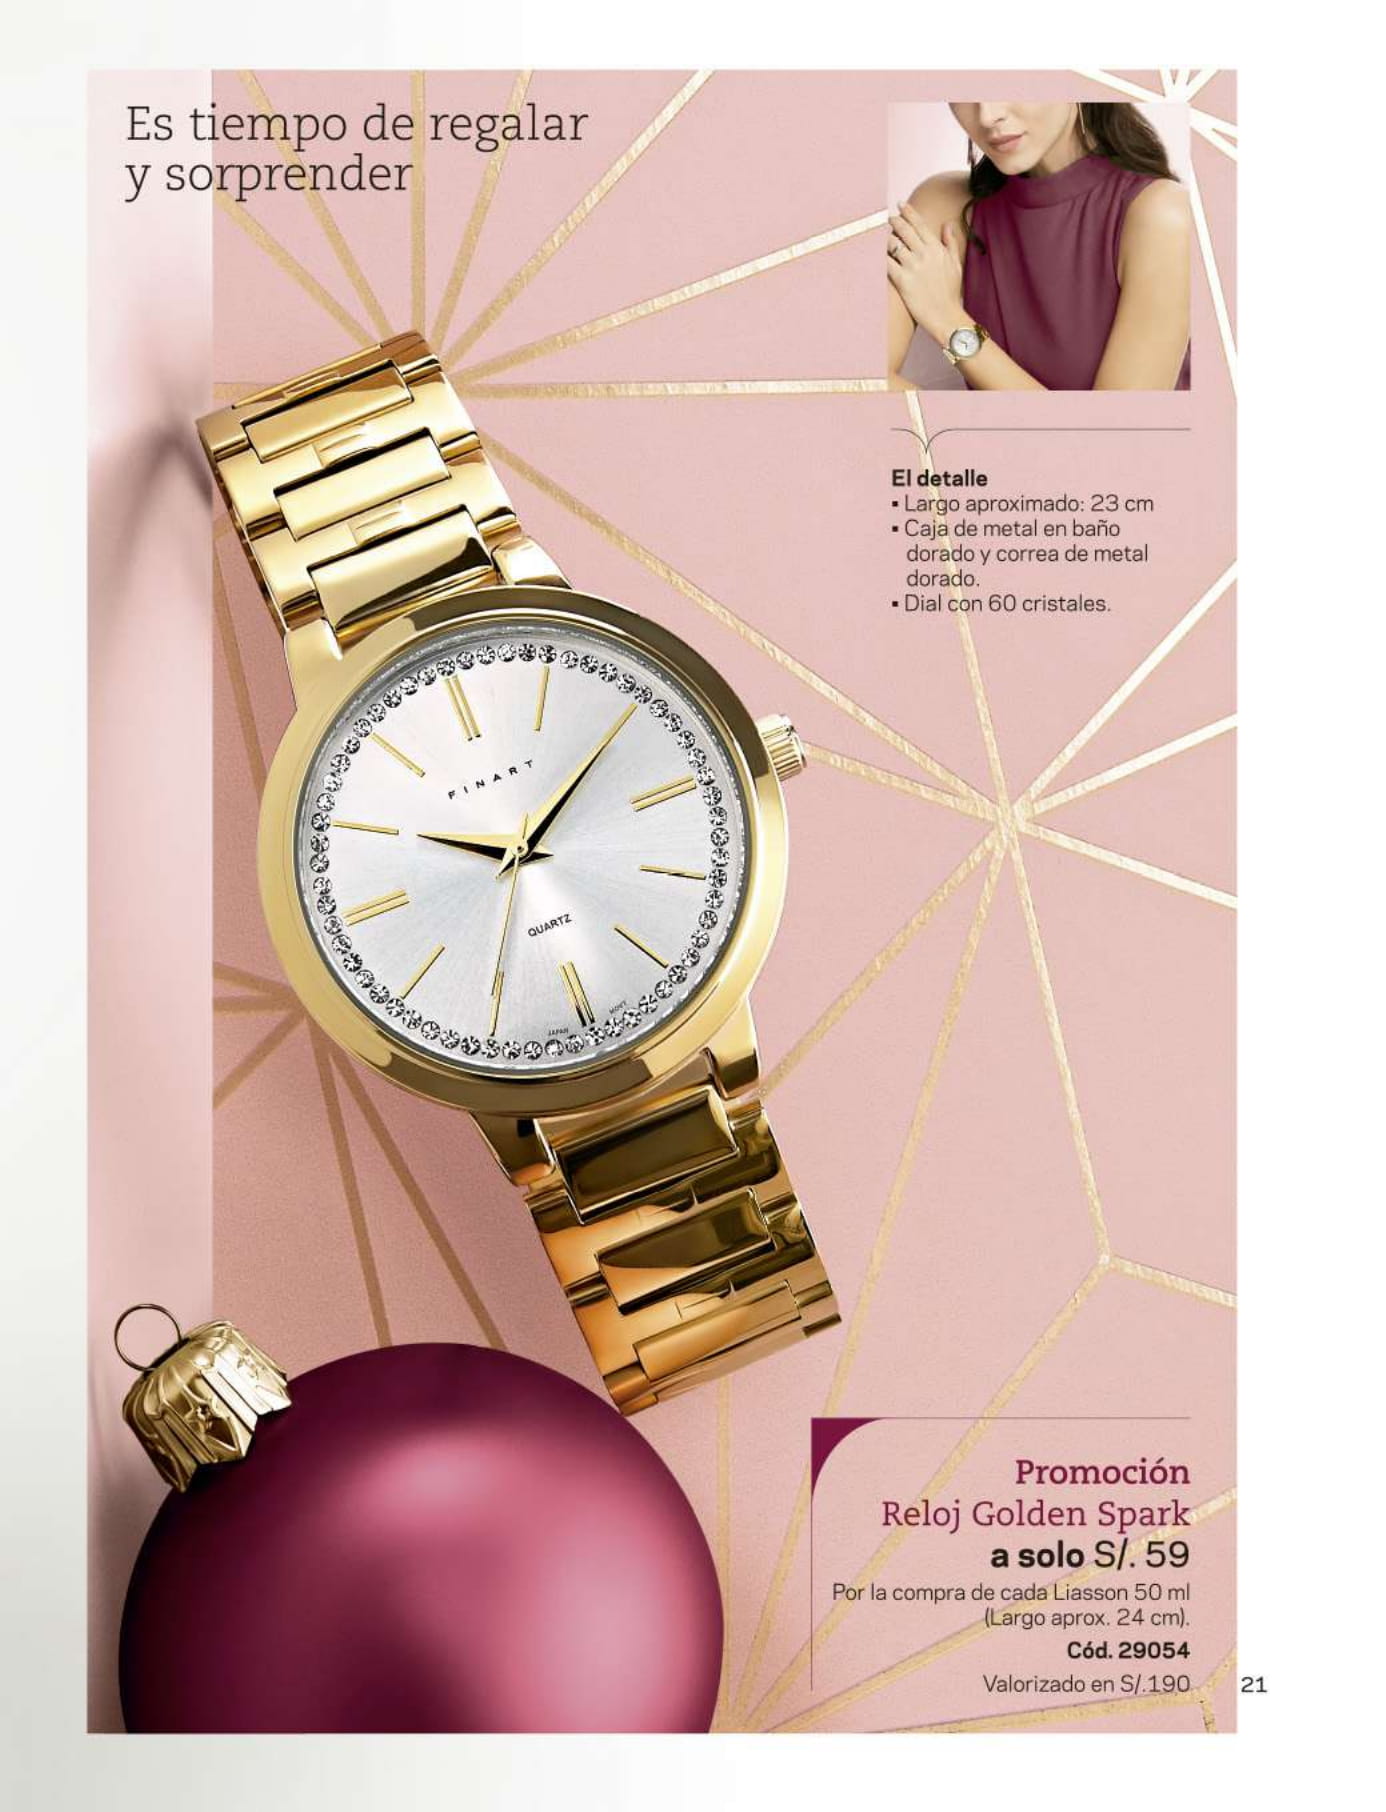 Es tiempo de regalar
y sorprender
El detalle
▪ Largo aproximado: 23 cm
▪ Caja de metal en baño
dorado y correa de metal
dorado.
▪ Dial con 60 cristales.
FINART
QUARTZ
JAPAN MOVT
Promoción
Reloj Golden Spark
a solo S/. 59
Por la compra de cada Liasson 50 ml
(Largo aprox. 24 cm).
Cód. 29054
Valorizado en S/.190
21